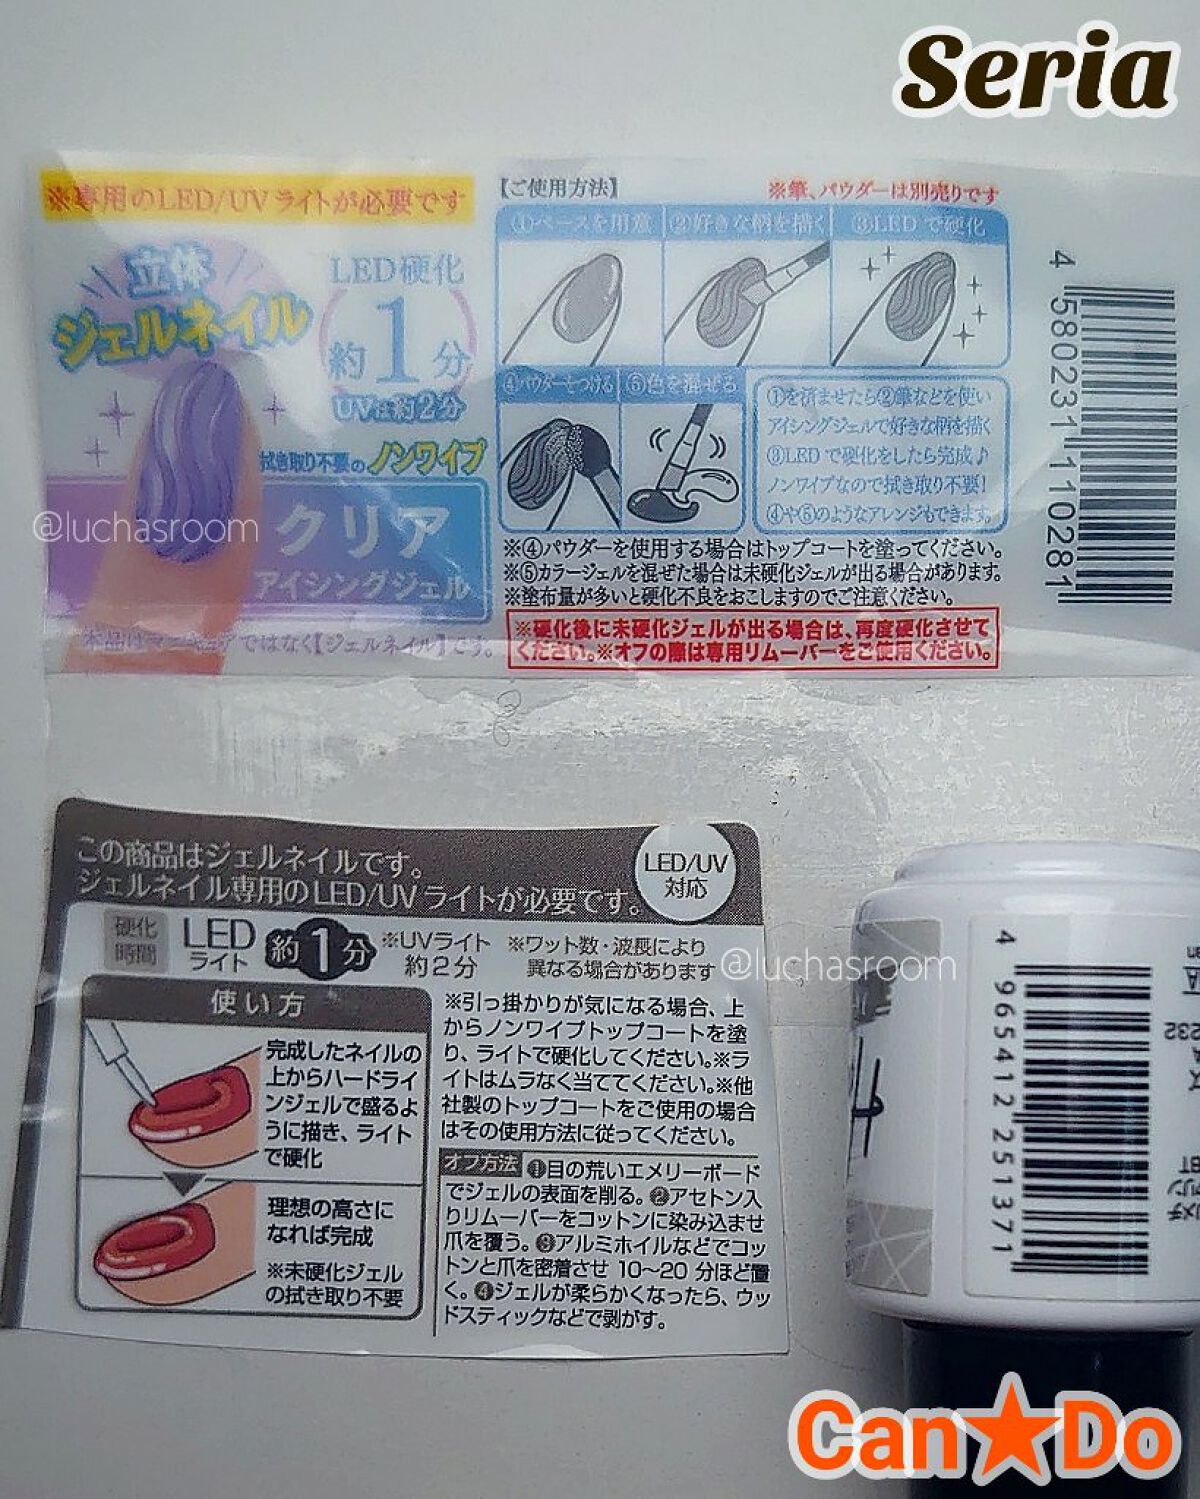 Seria
※専用のLED/UVライトが必要です
立体
ジェルネイル
LED硬化
約1分
UVは約2分
拭き取り不要のノンワイプ
クリア
アイシングジェル
本品はマニキュアではなく【ジェルネイル】です。
【ご使用方法】
※筆、パウダーは別売りです
①ベースを用意
②好きな柄を描く
③LEDで硬化
④パウダーをつける
⑤色を混ぜる
①を済ませたら②筆などを使い
アイシングジェルで好きな柄を描く
③LEDで硬化をしたら完成♪
ノンワイプなので拭き取り不要!
④や⑤のようなアレンジもできます。
※④パウダーを使用する場合はトップコートを塗ってください。
※⑤カラージェルを混ぜた場合は未硬化ジェルが出る場合があります。
※塗布量が多いと硬化不良をおこしますのでご注意ください。
※硬化後に未硬化ジェルが出る場合は、再度硬化させて
ください。※オフの際は専用リムーバーをご使用ください。
4 580231 110281
@luchasroom
この商品はジェルネイルです。
ジェルネイル専用のLED/UVライトが必要です。
LED/UV
対応
硬化
時間
LED
ライト
約1分
※UVライト
約2分
※ワット数・波長により
異なる場合があります
@luchasroom
使い方
完成したネイルの
上からハードライ
ンジェルで盛るよ
うに描き、ライト
で硬化
理想の高さに
なれば完成
※未硬化ジェル
の拭き取り不要
※引っ掛かりが気になる場合、上
からノンワイプトップコートを塗
り、ライトで硬化してください。※ラ
イトはムラなく当ててください。※他
社製のトップコートをご使用の場合
はその使用方法に従ってください。
オフ方法 ❶目の荒いエメリーボード
でジェルの表面を削る。❷アセトン入
りリムーバーをコットンに染み込ませ
爪を覆う。❸アルミホイルなどでコッ
トンと爪を密着させ 10〜20 分ほど置
く。❹ジェルが柔らかくなったら、ウッ
ドスティックなどで剥がす。
4 965412 251371
Can★Do